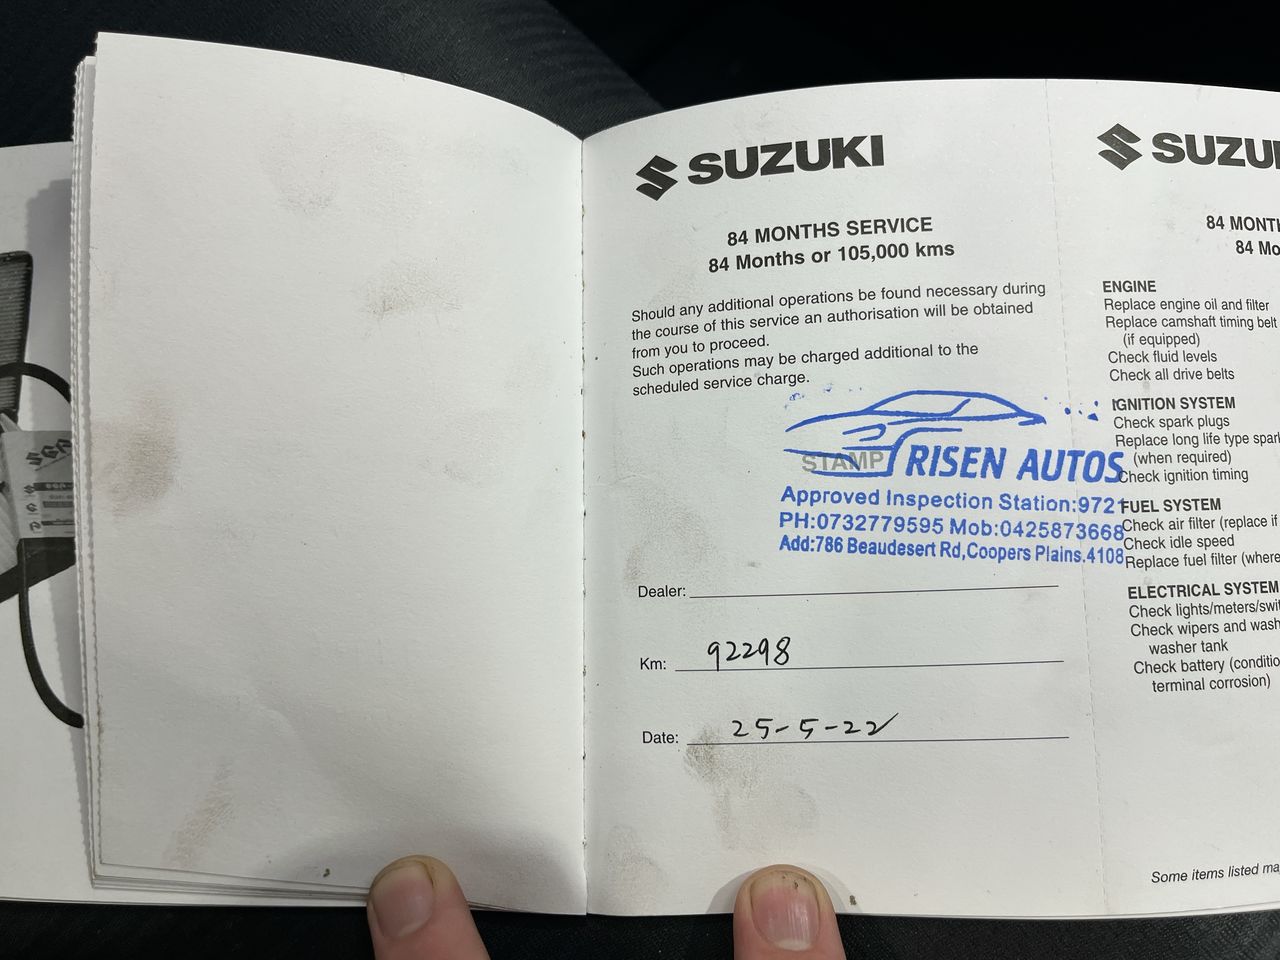 SUZUKI
84 MONTHS SERVICE
84 Months or 105,000 kms
Should any additional operations be found necessary during
the course of this service an authorisation will be obtained
from you to proceed.
Such operations may be charged additional to the
scheduled service charge.
STAMP
RISEN AUTOS
Approved Inspection Station:9721
PH:0732779595 Mob:0425873668
Add:786 Beaudesert Rd,Coopers Plains.4108
Dealer:
Km: 92298
Date: 25-5-22
SUZU
84 MONTH
84 Mo
ENGINE
Replace engine oil and filter
Replace camshaft timing belt
(if equipped)
Check fluid levels
Check all drive belts
IGNITION SYSTEM
Check spark plugs
Replace long life type spar
(when required)
Check ignition timing
FUEL SYSTEM
Check air filter (replace if
Check idle speed
Replace fuel filter (where
ELECTRICAL SYSTEM
Check lights/meters/swi
Check wipers and wash
washer tank
Check battery (conditio
terminal corrosion)
Some items listed ma